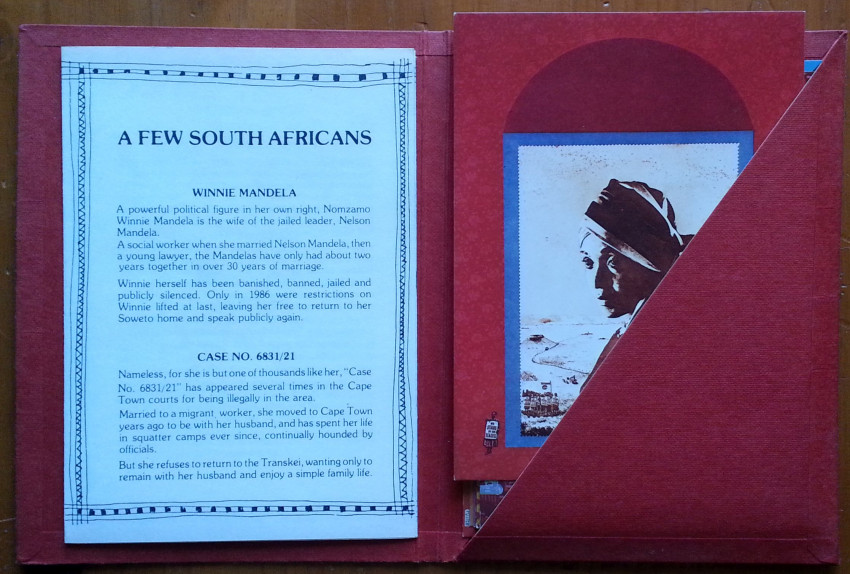 A FEW SOUTH AFRICANS
WINNIE MANDELA
A powerful political figure in her own right, Nomzamo
Winnie Mandela is the wife of the jailed leader, Nelson
Mandela.
A social worker when she married Nelson Mandela, then
a young lawyer, the Mandelas have only had about two
years together in over 30 years of marriage.
Winnie herself has been banished, banned, jailed and
publicly silenced. Only in 1986 were restrictions on
Winnie lifted at last, leaving her free to return to her
Soweto home and speak publicly again.
CASE NO. 6831/21
Nameless, for she is but one of thousands like her, "Case
No. 6831/21" has appeared several times in the Cape
Town courts for being illegally in the area.
Married to a migrant worker, she moved to Cape Town
years ago to be with her husband, and has spent her life
in squatter camps ever since, continually hounded by
officials.
But she refuses to return to the Transkei, wanting only to
remain with her husband and enjoy a simple family life.